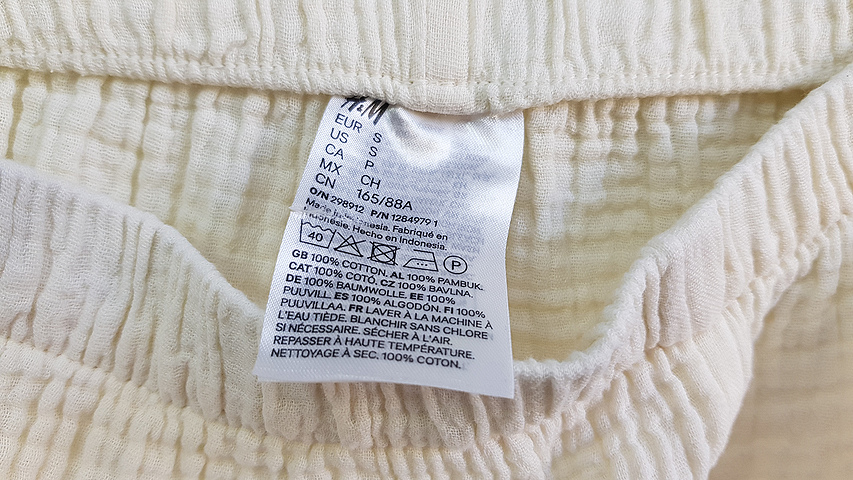 H&M
EUR S
US S
CA P
MX CH
CN 165/88A
O/N 298912 P/N 1284979 1
Made in Indonesia. Fabriqué en
Indonésie. Hecho en Indonesia.
40 P
GB 100% COTTON. AL 100% PAMBUK.
CAT 100% COTÓ. CZ 100% BAVLNA.
DE 100% BAUMWOLLE. EE 100%
PUUVILL. ES 100% ALGODÓN. FI 100%
PUUVILLAA. FR LAVER À LA MACHINE À
L'EAU TIÈDE. BLANCHIR SANS CHLORE
SI NÉCESSAIRE. SÉCHER À L'AIR.
REPASSER À HAUTE TEMPÉRATURE.
NETTOYAGE À SEC. 100% COTON.